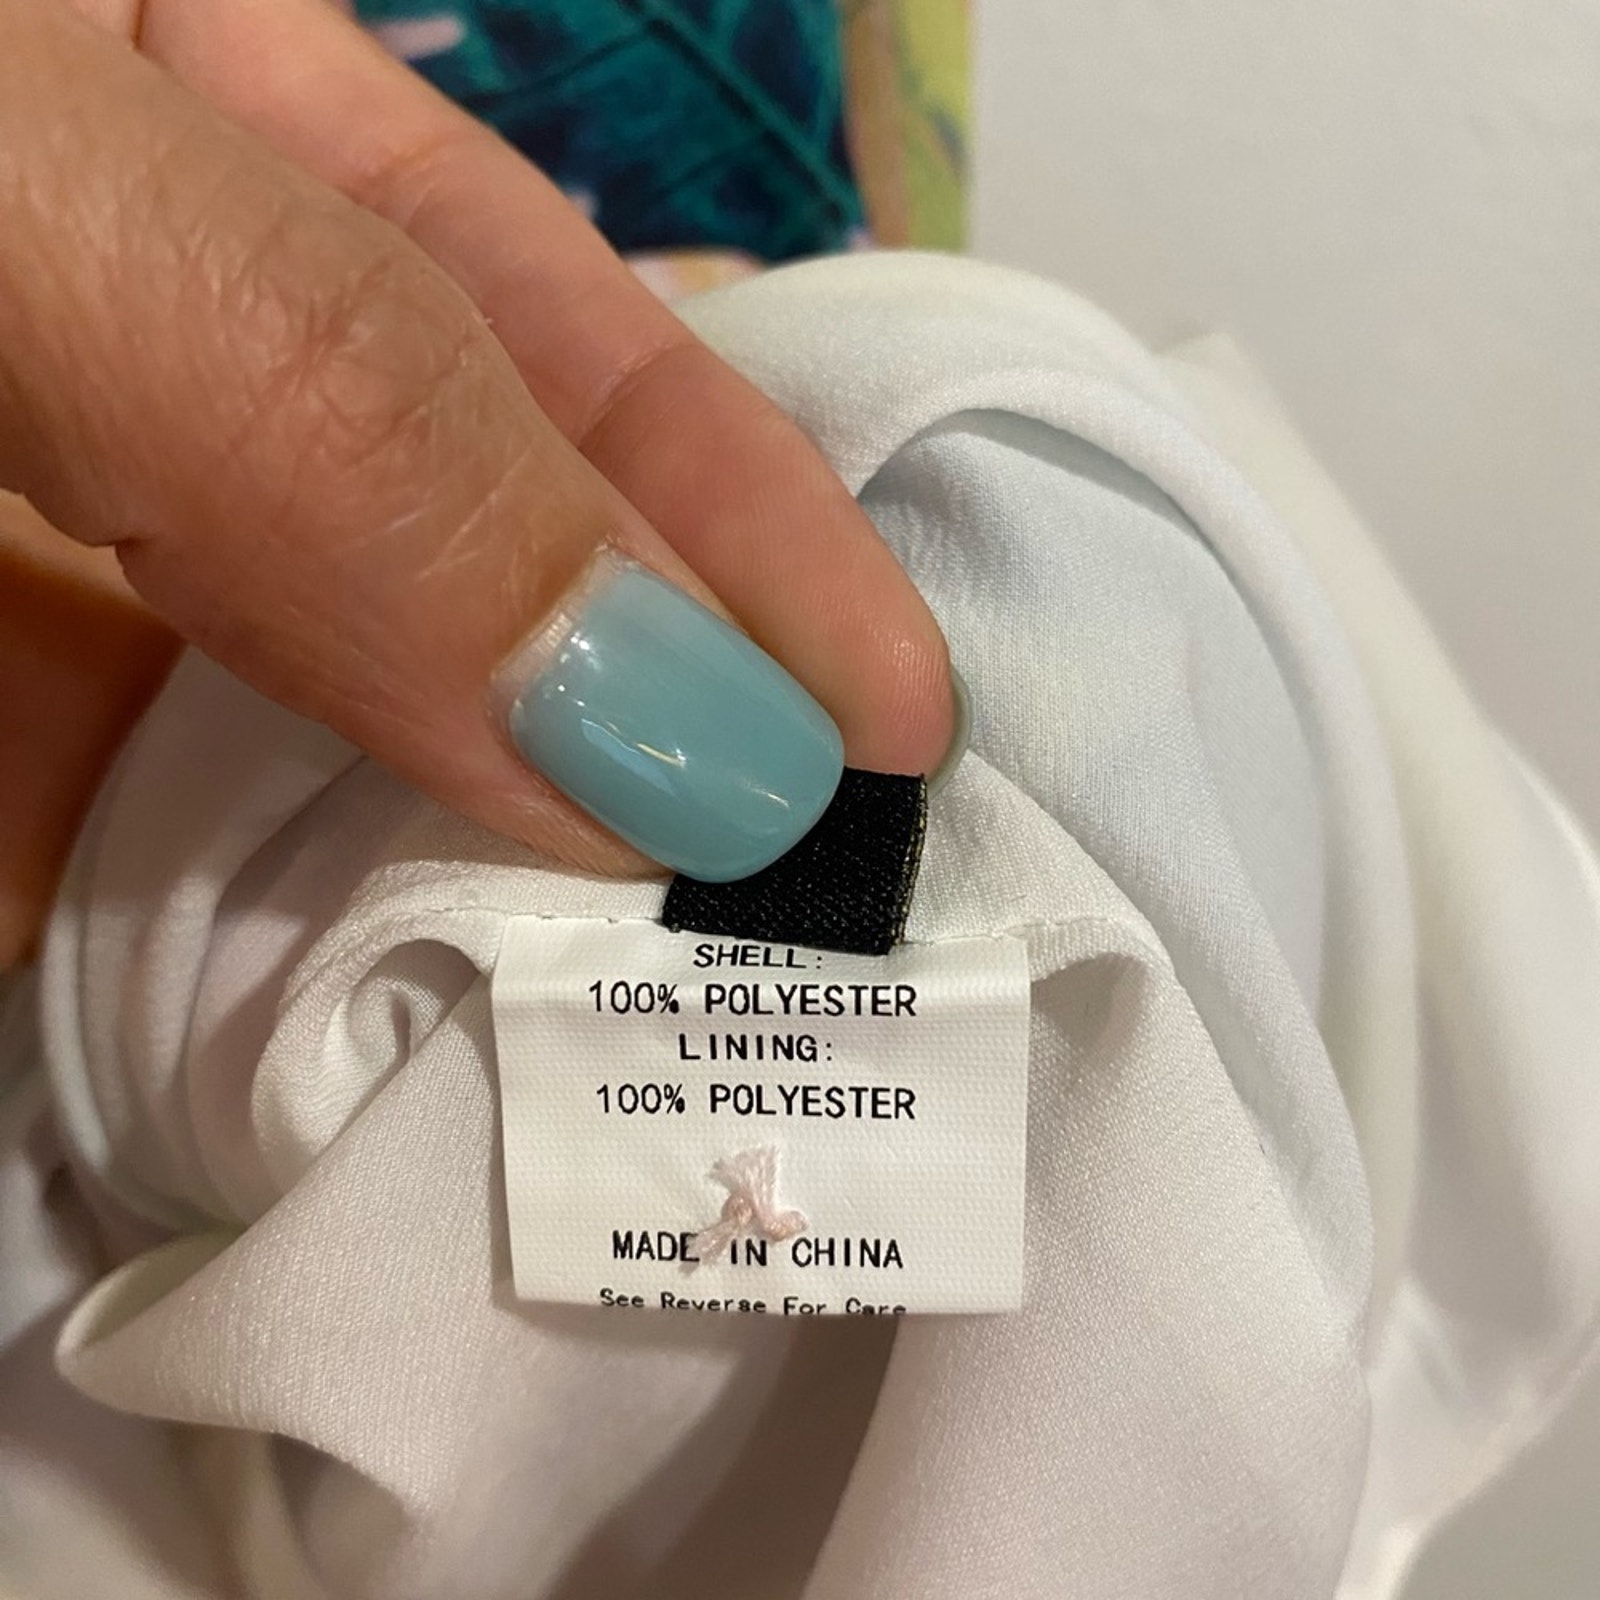 SHELL:
100% POLYESTER
LINING:
100% POLYESTER
MADE IN CHINA
See Reverse For Care